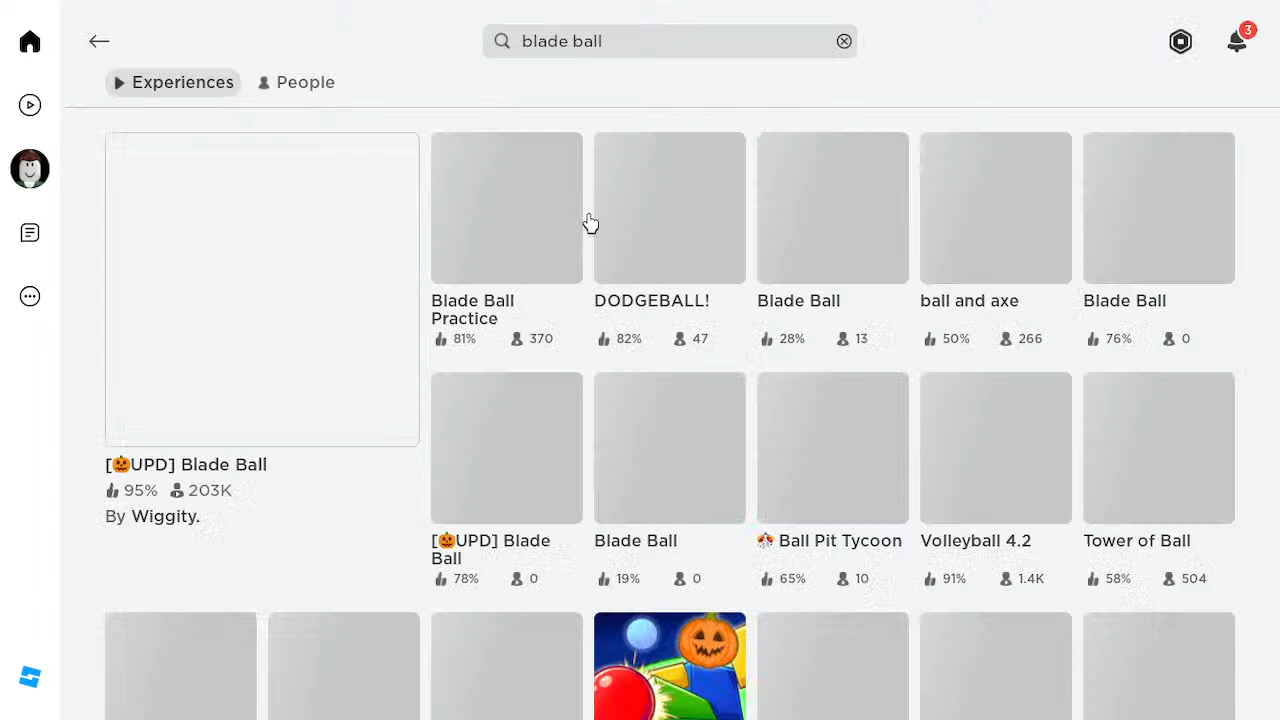 blade ball
3
Experiences
People
[🎃UPD] Blade Ball
95% 203K
By Wiggity.
Blade Ball
Practice
81% 370
DODGEBALL!
82% 47
Blade Ball
28% 13
ball and axe
50% 266
Blade Ball
76% 0
[🎃UPD] Blade
Ball
78% 0
Blade Ball
19% 0
Ball Pit Tycoon
65% 10
Volleyball 4.2
91% 1.4K
Tower of Ball
58% 504